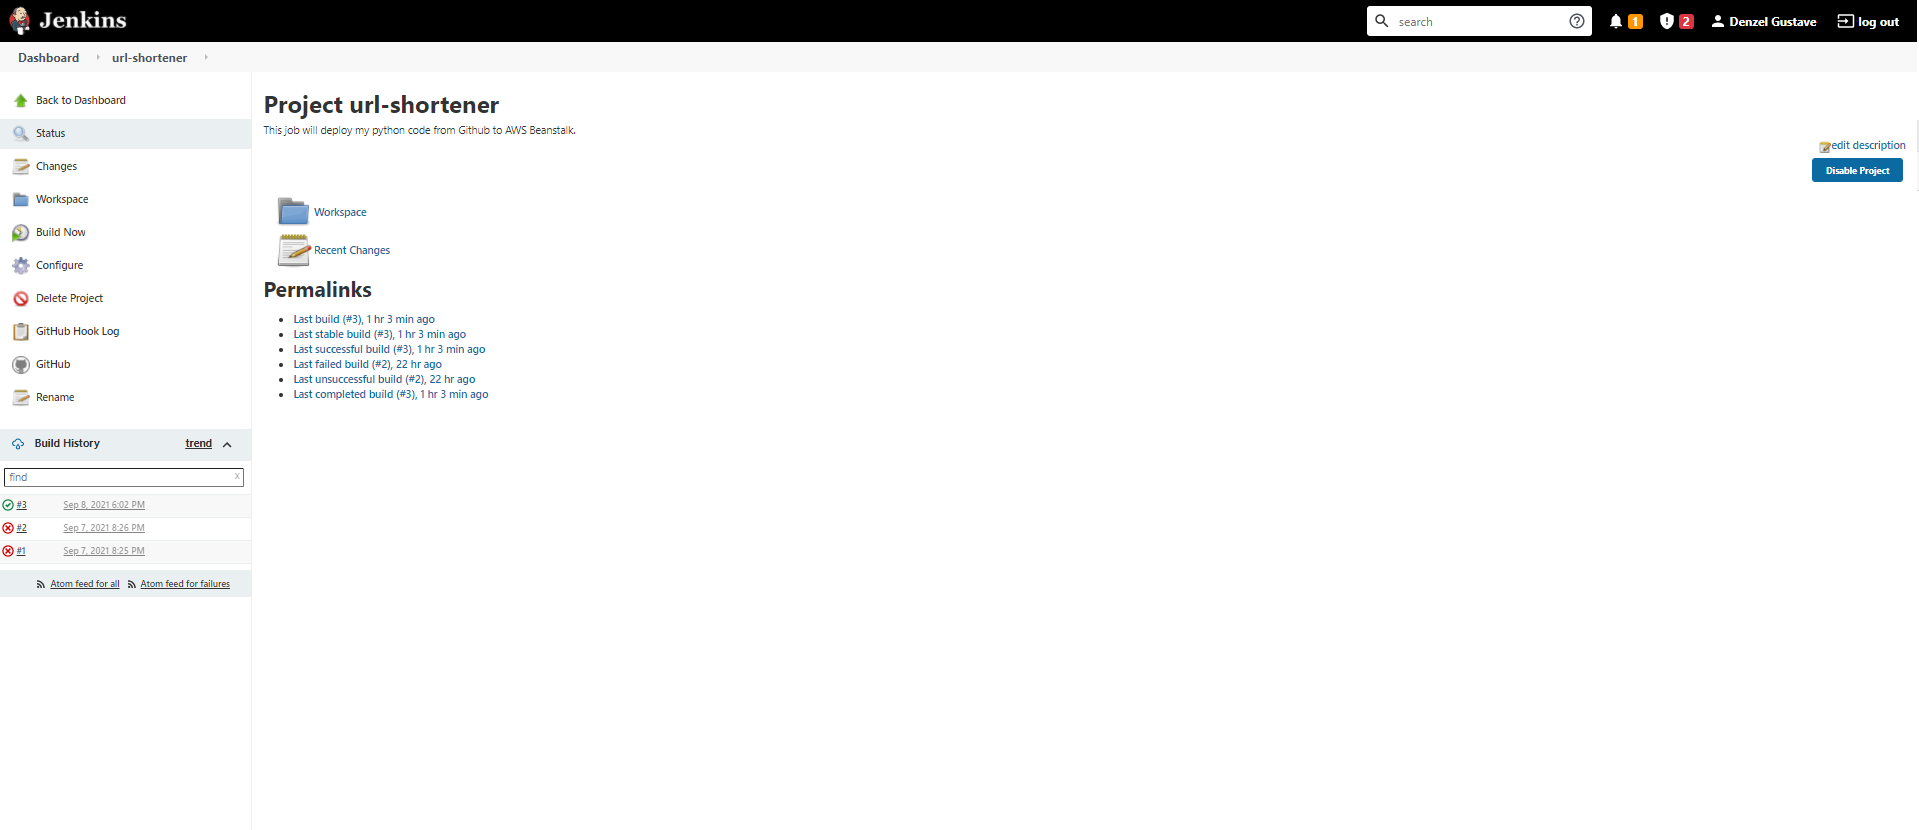 Jenkins
search
1
2
Denzel Gustave
log out
Dashboard
url-shortener
Back to Dashboard
Status
Changes
Workspace
Build Now
Configure
Delete Project
GitHub Hook Log
GitHub
Rename
Build History
trend
find
x
#3 Sep 8, 2021 6:02 PM
#2 Sep 7, 2021 8:26 PM
#1 Sep 7, 2021 8:25 PM
Atom feed for all Atom feed for failures
Project url-shortener
This job will deploy my python code from Github to AWS Beanstalk.
edit description
Disable Project
Workspace
Recent Changes
Permalinks
Last build (#3), 1 hr 3 min ago
Last stable build (#3), 1 hr 3 min ago
Last successful build (#3), 1 hr 3 min ago
Last failed build (#2), 22 hr ago
Last unsuccessful build (#2), 22 hr ago
Last completed build (#3), 1 hr 3 min ago